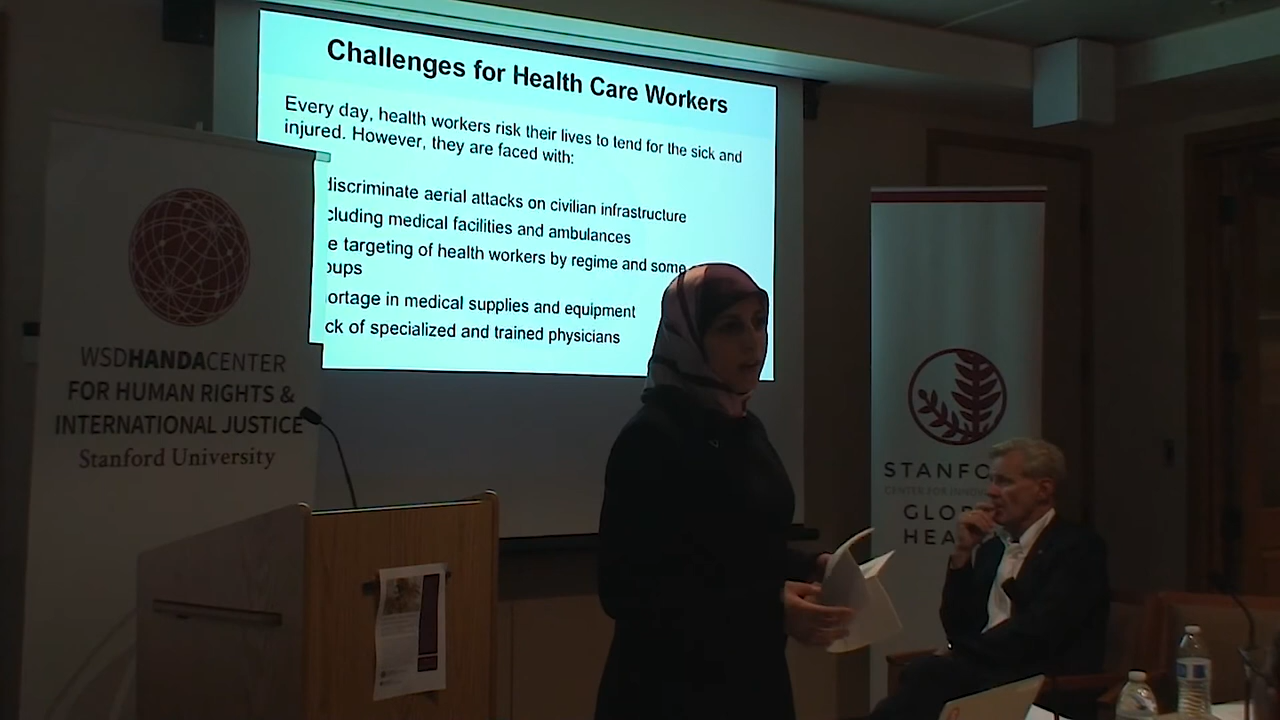 Challenges for Health Care Workers
Every day, health workers risk their lives to tend for the sick and
injured. However, they are faced with:
discriminate aerial attacks on civilian infrastructure
cluding medical facilities and ambulances
e targeting of health workers by regime and some
oups
ortage in medical supplies and equipment
ck of specialized and trained physicians
WSDHANDACENTER
FOR HUMAN RIGHTS &
INTERNATIONAL JUSTICE
Stanford University
STANFO
CENTER FOR INNOV
GLOB
HEA